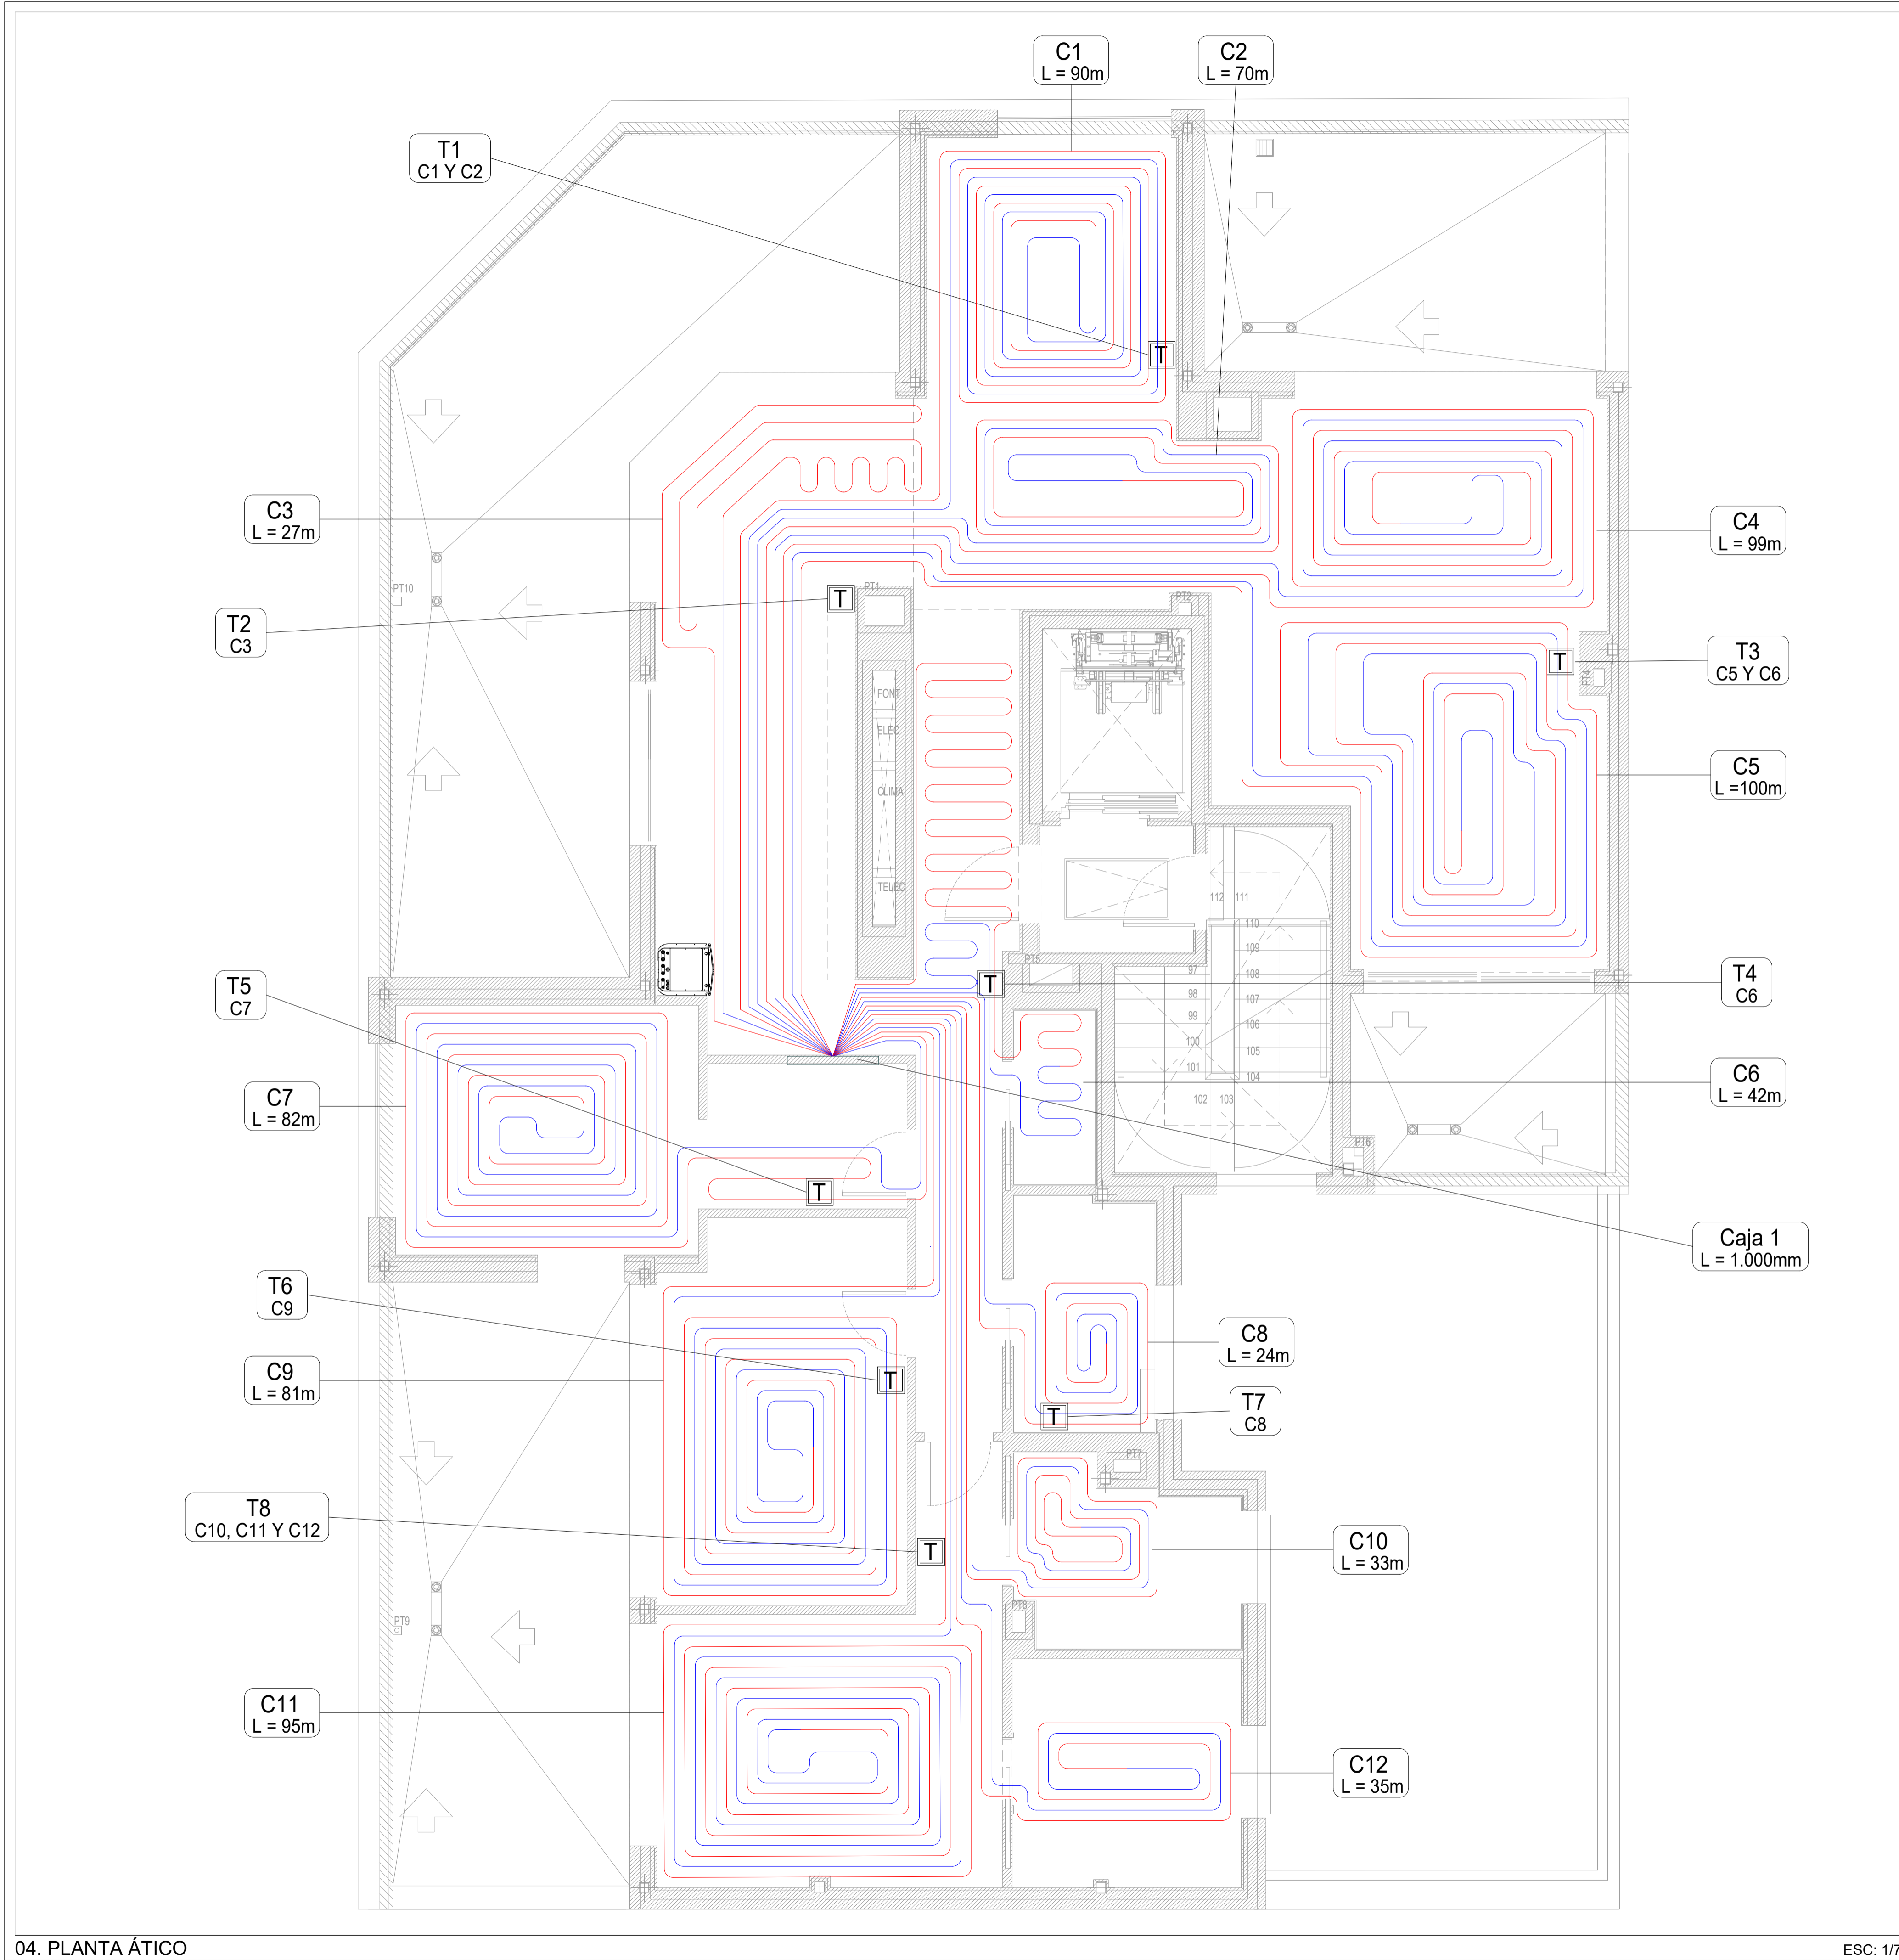 C1
L = 90m
C2
L = 70m
T1
C1 Y C2
T
C3
L = 27m
C4
L = 99m
PT10
PT1
T
PT2
T2
C3
T3
C5 Y C6
T
PT4
FONT
ELEC
C5
L =100m
CLIMA
TELEC
112
111
110
109
108
107
106
105
104
103
102
101
100
99
98
97
PT5
T
T4
C6
T5
C7
C6
L = 42m
C7
L = 82m
PT6
T
Caja 1
L = 1.000mm
T6
C9
C8
L = 24m
C9
L = 81m
T
T7
C8
T
PT7
T8
C10, C11 Y C12
C10
L = 33m
T
PT8
PT9
C11
L = 95m
C12
L = 35m
04. PLANTA ÁTICO
ESC: 1/7